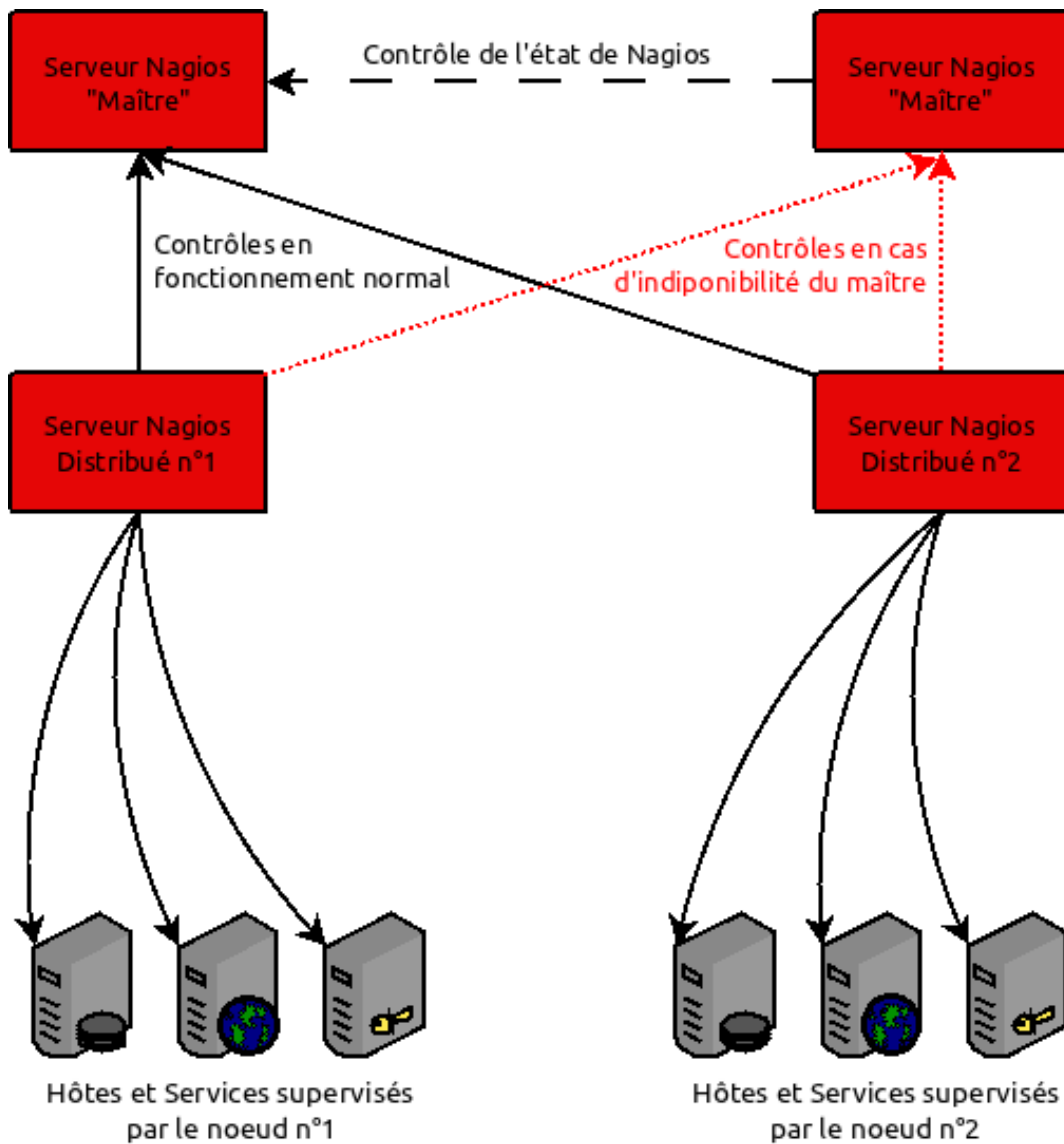 Serveur Nagios
"Maître"
Contrôle de l'état de Nagios
Serveur Nagios
"Maître"
Contrôles en
fonctionnement normal
Contrôles en cas
d'indiponibilité du maître
Serveur Nagios
Distribué n°1
Serveur Nagios
Distribué n°2
Hôtes et Services supervisés
par le noeud n°1
Hôtes et Services supervisés
par le noeud n°2